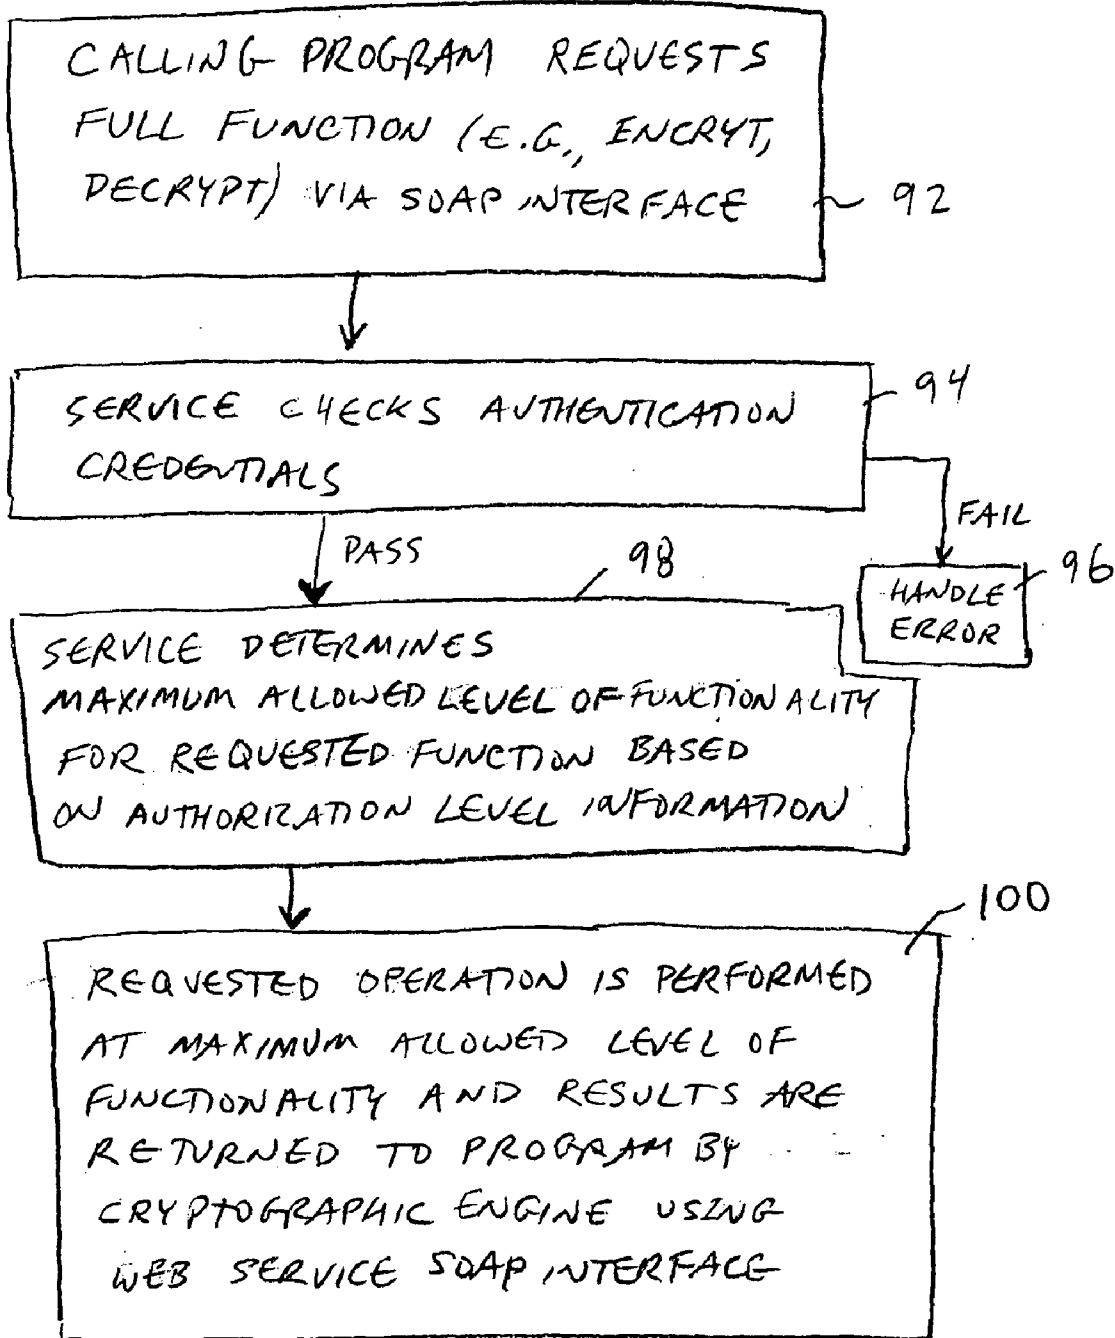 CALLING PROGRAM REQUESTS
FULL FUNCTION (E.G., ENCRYT,
DECRYPT) VIA SOAP INTERFACE
92
SERVICE CHECKS AUTHENTICATION
CREDENTIALS
94
FAIL
PASS
98
96
HANDLE
ERROR
SERVICE DETERMINES
MAXIMUM ALLOWED LEVEL OF FUNCTIONALITY
FOR REQUESTED FUNCTION BASED
ON AUTHORIZATION LEVEL INFORMATION
100
REQUESTED OPERATION IS PERFORMED
AT MAXIMUM ALLOWED LEVEL OF
FUNCTIONALITY AND RESULTS ARE
RETURNED TO PROGRAM BY
CRYPTOGRAPHIC ENGINE USING
WEB SERVICE SOAP INTERFACE